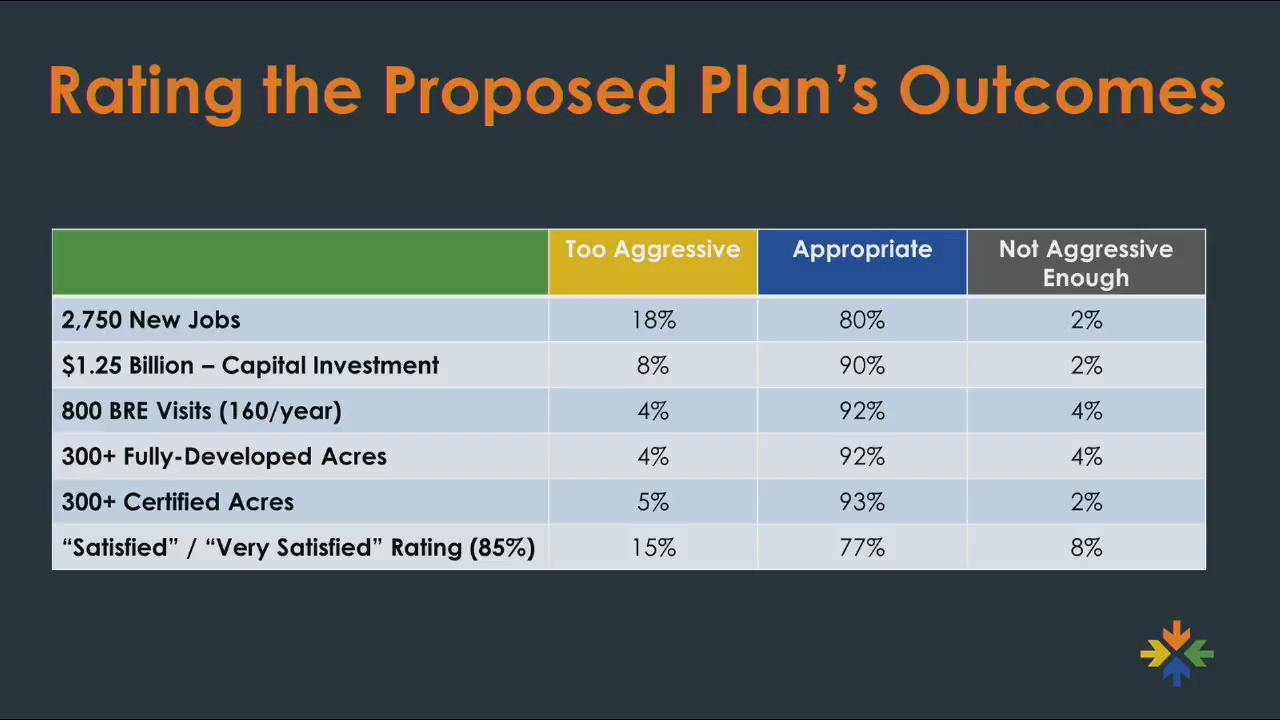 Rating the Proposed Plan’s Outcomes
Too Aggressive Appropriate Not Aggressive Enough
2,750 New Jobs 18% 80% 2%
$1.25 Billion – Capital Investment 8% 90% 2%
800 BRE Visits (160/year) 4% 92% 4%
300+ Fully-Developed Acres 4% 92% 4%
300+ Certified Acres 5% 93% 2%
“Satisfied” / “Very Satisfied” Rating (85%) 15% 77% 8%